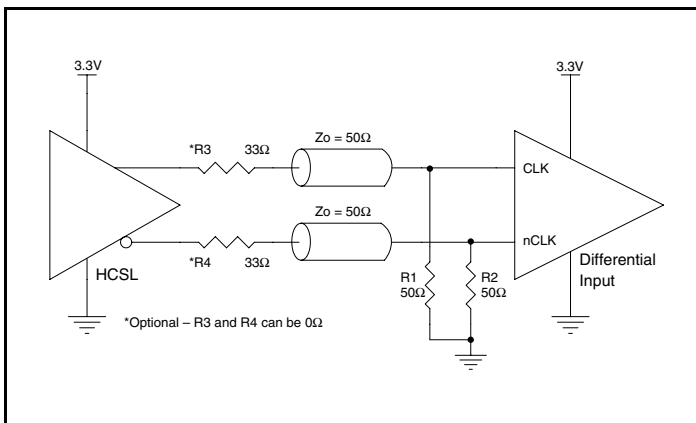 3.3V
3.3V
*R3
33Ω
Zo = 50Ω
CLK
Zo = 50Ω
nCLK
HCSL
*R4
33Ω
Differential
Input
R1
50Ω
R2
50Ω
*Optional – R3 and R4 can be 0Ω